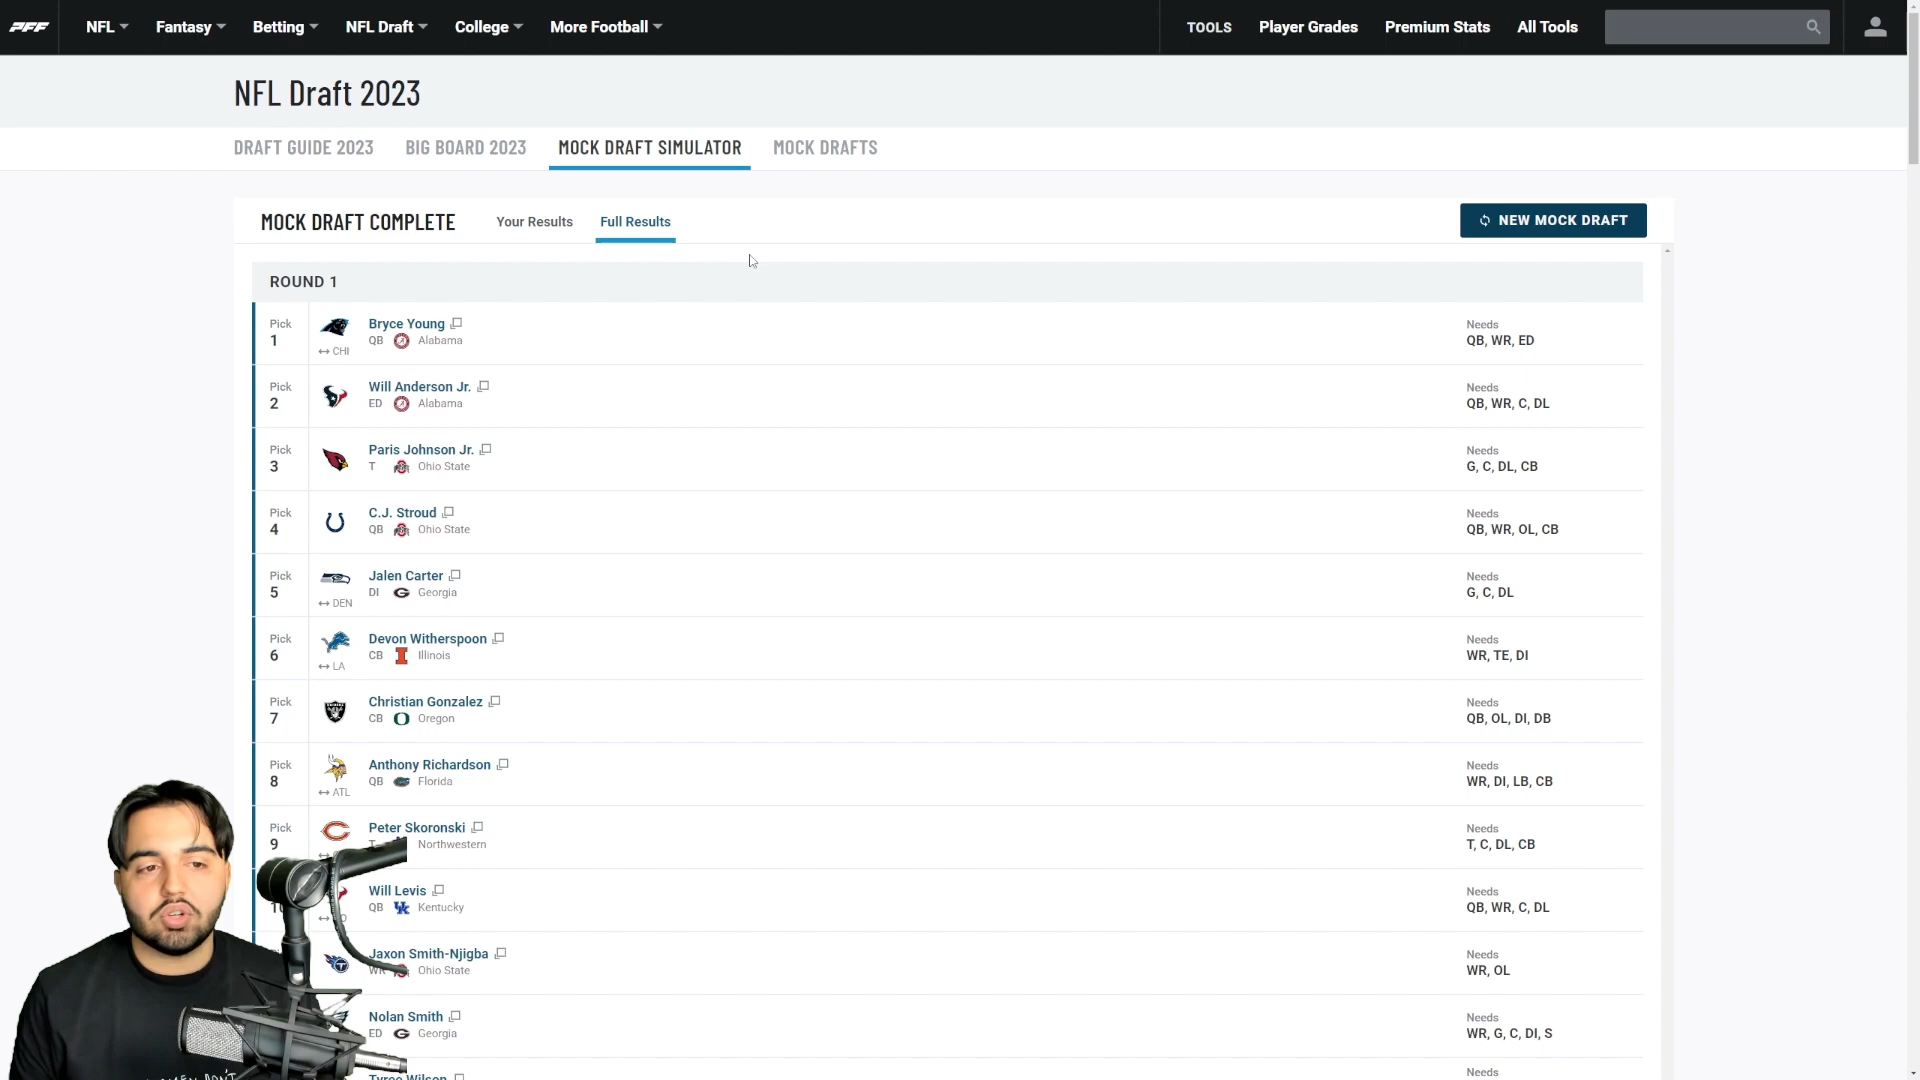 PFF NFL Fantasy Betting NFL Draft College More Football TOOLS Player Grades Premium Stats All Tools
NFL Draft 2023
DRAFT GUIDE 2023 BIG BOARD 2023 MOCK DRAFT SIMULATOR MOCK DRAFTS
MOCK DRAFT COMPLETE Your Results Full Results NEW MOCK DRAFT
ROUND 1
Pick 1 CHI Bryce Young Needs
QB Alabama QB, WR, ED
Pick 2 Will Anderson Jr. Needs
ED Alabama QB, WR, C, DL
Pick 3 Paris Johnson Jr. Needs
T Ohio State G, C, DL, CB
Pick 4 C.J. Stroud Needs
QB Ohio State QB, WR, OL, CB
Pick 5 DEN Jalen Carter Needs
DI Georgia G, C, DL
Pick 6 LA Devon Witherspoon Needs
CB Illinois WR, TE, DI
Pick 7 Christian Gonzalez Needs
CB Oregon QB, OL, DI, DB
Pick 8 ATL Anthony Richardson Needs
QB Florida WR, DI, LB, CB
Pick 9 Peter Skoronski Needs
T Northwestern T, C, DL, CB
Will Levis Needs
QB Kentucky QB, WR, C, DL
Jaxon Smith-Njigba Needs
WR Ohio State WR, OL
Nolan Smith Needs
ED Georgia WR, G, C, DI, S
Tyree Wilson Needs